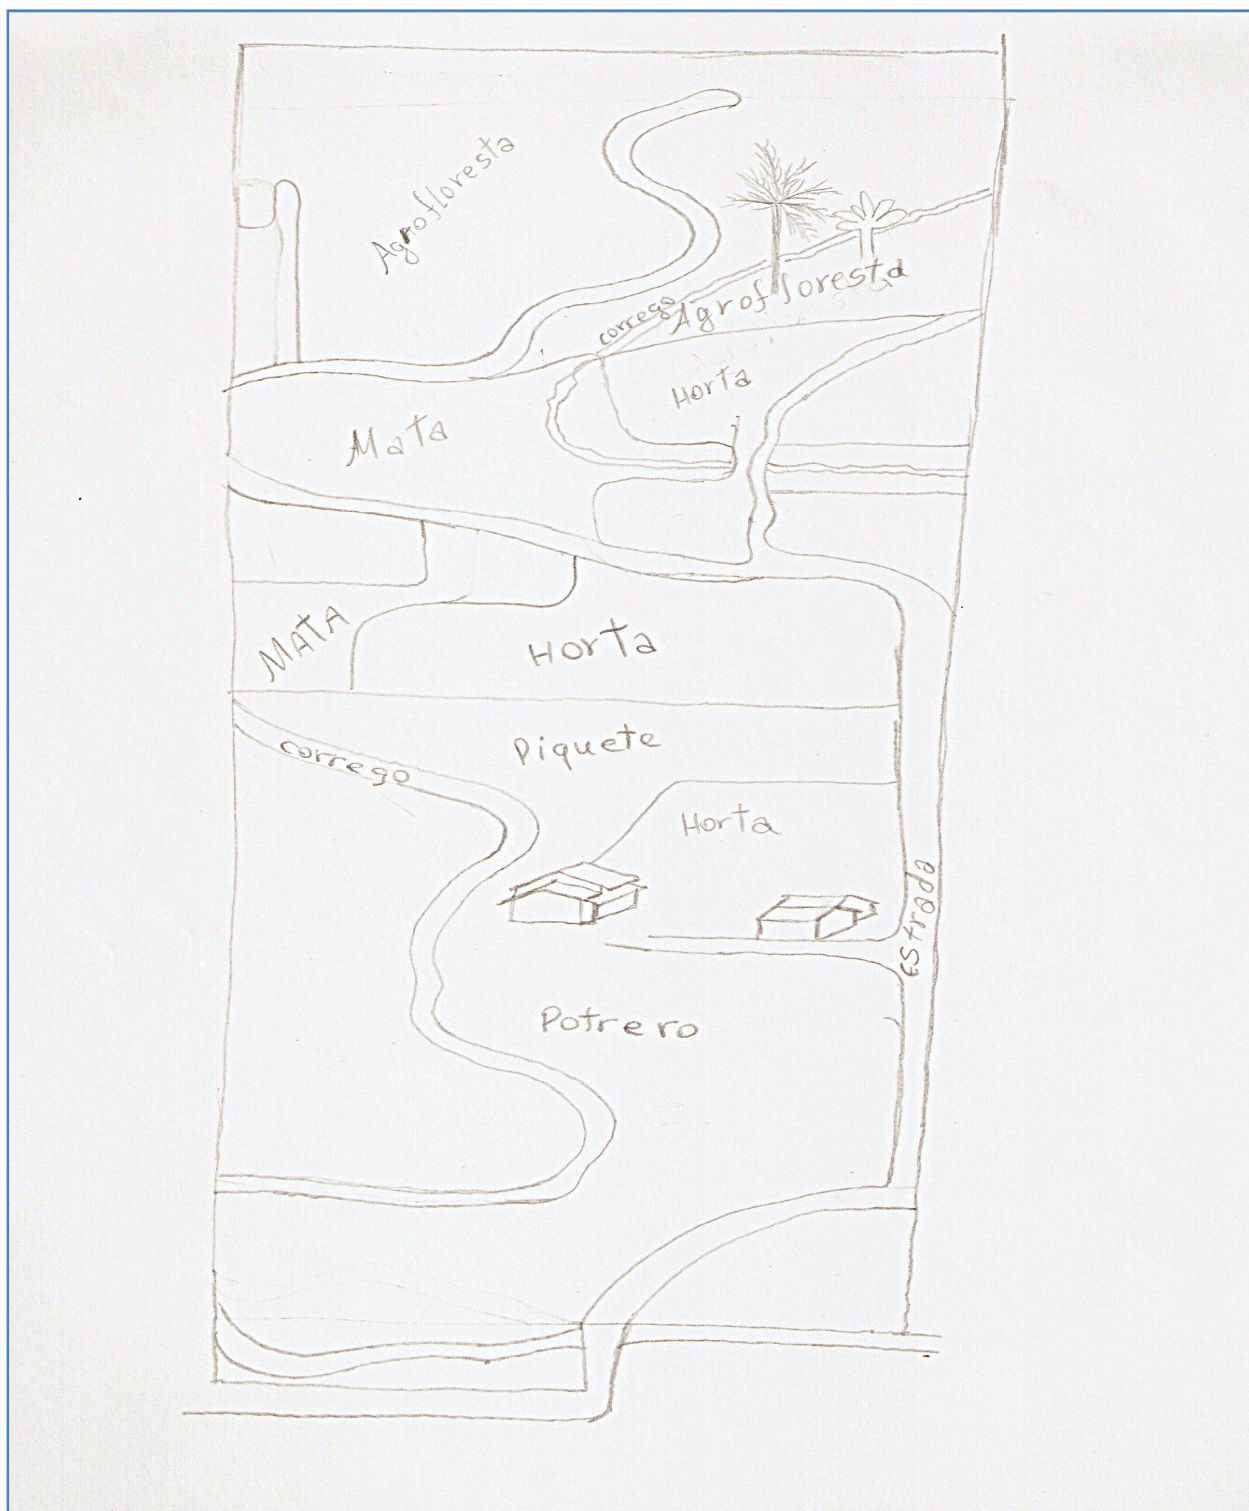 Agrofloresta
corrego
Agrofloresta
Horta
Mata
MATA
Horta
Piquete
corrego
Horta
estrada
Potrero